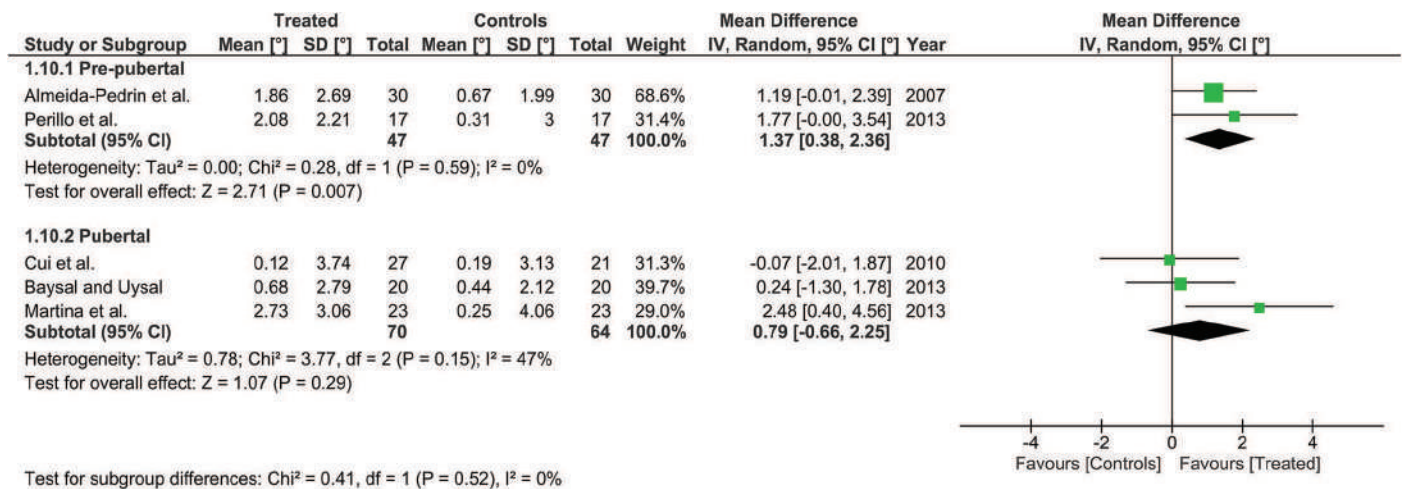 Treated Controls Mean Difference Mean Difference
Study or Subgroup Mean [°] SD [°] Total Mean [°] SD [°] Total Weight IV, Random, 95% CI [°] Year IV, Random, 95% CI [°]
1.10.1 Pre-pubertal
Almeida-Pedrin et al. 1.86 2.69 30 0.67 1.99 30 68.6% 1.19 [-0.01, 2.39] 2007
Perillo et al. 2.08 2.21 17 0.31 3 17 31.4% 1.77 [-0.00, 3.54] 2013
Subtotal (95% CI) 47 47 100.0% 1.37 [0.38, 2.36]
Heterogeneity: Tau² = 0.00; Chi² = 0.28, df = 1 (P = 0.59); I² = 0%
Test for overall effect: Z = 2.71 (P = 0.007)
1.10.2 Pubertal
Cui et al. 0.12 3.74 27 0.19 3.13 21 31.3% -0.07 [-2.01, 1.87] 2010
Baysal and Uysal 0.68 2.79 20 0.44 2.12 20 39.7% 0.24 [-1.30, 1.78] 2013
Martina et al. 2.73 3.06 23 0.25 4.06 23 29.0% 2.48 [0.40, 4.56] 2013
Subtotal (95% CI) 70 64 100.0% 0.79 [-0.66, 2.25]
Heterogeneity: Tau² = 0.78; Chi² = 3.77, df = 2 (P = 0.15); I² = 47%
Test for overall effect: Z = 1.07 (P = 0.29)
-4 -2 0 2 4
Favours [Controls] Favours [Treated]
Test for subgroup differences: Chi² = 0.41, df = 1 (P = 0.52), I² = 0%